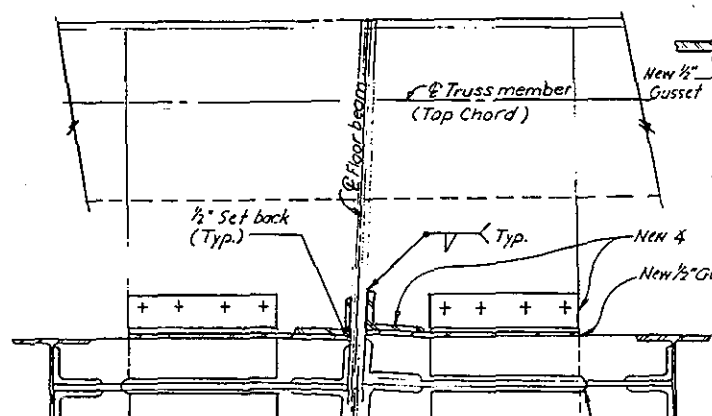 New ½"
Gusset
℄ Truss member
(Top Chord)
℄ Floor beam
½" Set back
(Typ.)
Typ.
New ∡
New ½" Gu